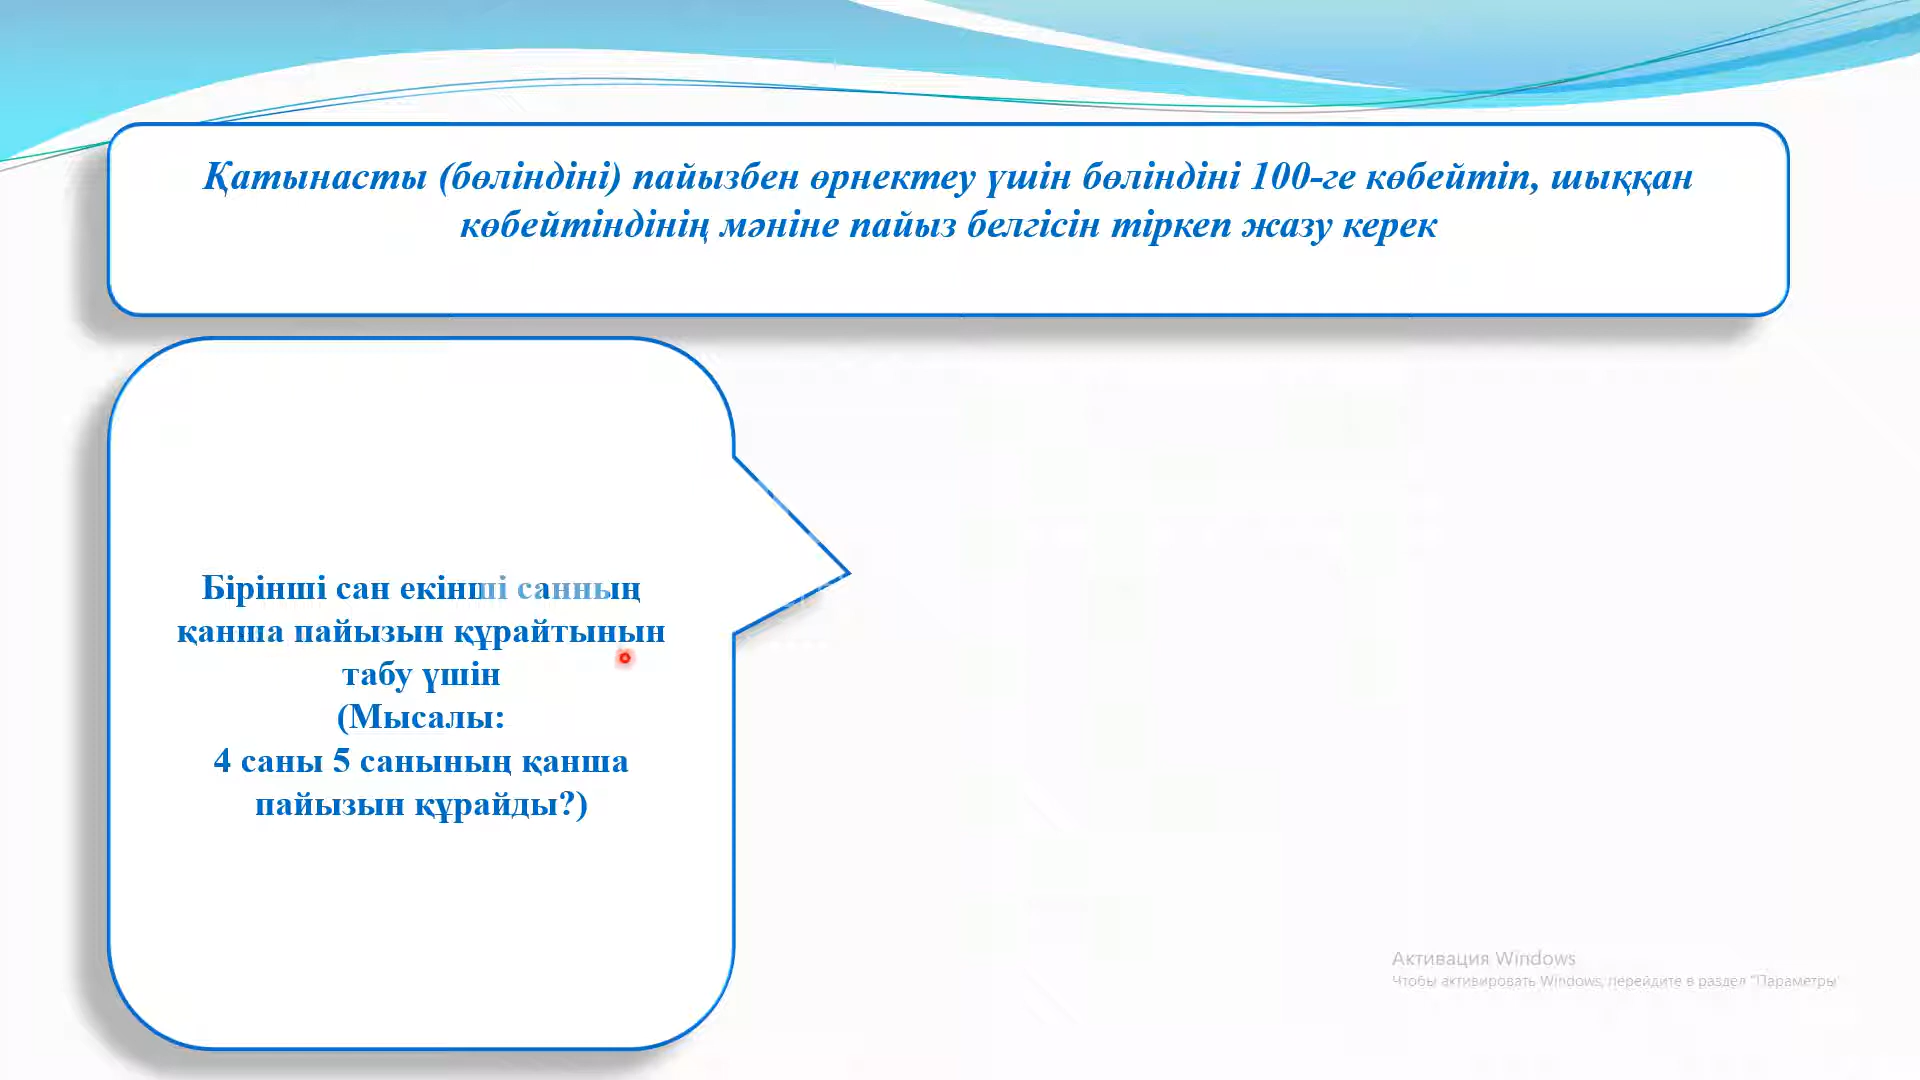 Қатынасты (бөліндіні) пайызбен өрнектеу үшін бөліндіні 100-ге көбейтіп, шыққан
көбейтіндінің мәніне пайыз белгісін тіркеп жазу керек
Бірінші сан екінші санның
қанша пайызын құрайтынын
табу үшін
(Мысалы:
4 саны 5 санының қанша
пайызын құрайды?)
Активация Windows
Чтобы активировать Windows, перейдите в раздел "Параметры"